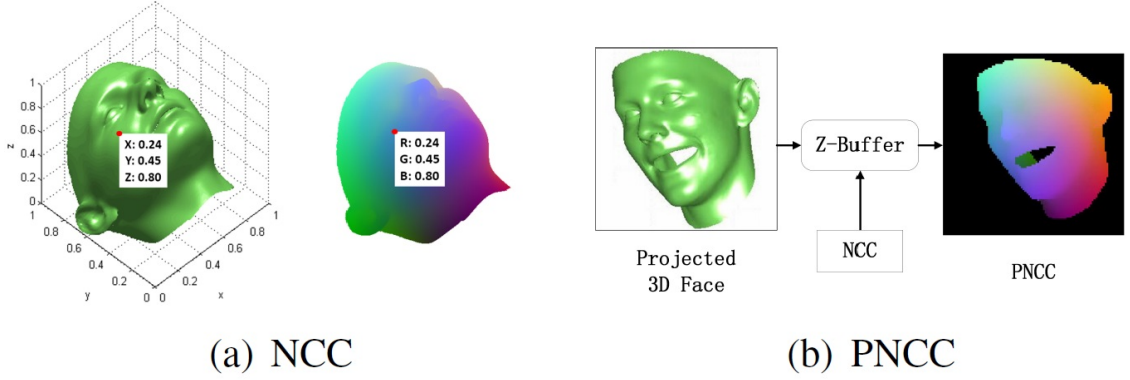 1
0.8
0.6
0.4
0.2
0
z
1
0.8
0.6
0.4
0.2
0
y
0
0.2
0.4
0.6
0.8
1
x
X: 0.24
Y: 0.45
Z: 0.80
R: 0.24
G: 0.45
B: 0.80
(a) NCC
Projected
3D Face
Z-Buffer
NCC
PNCC
(b) PNCC